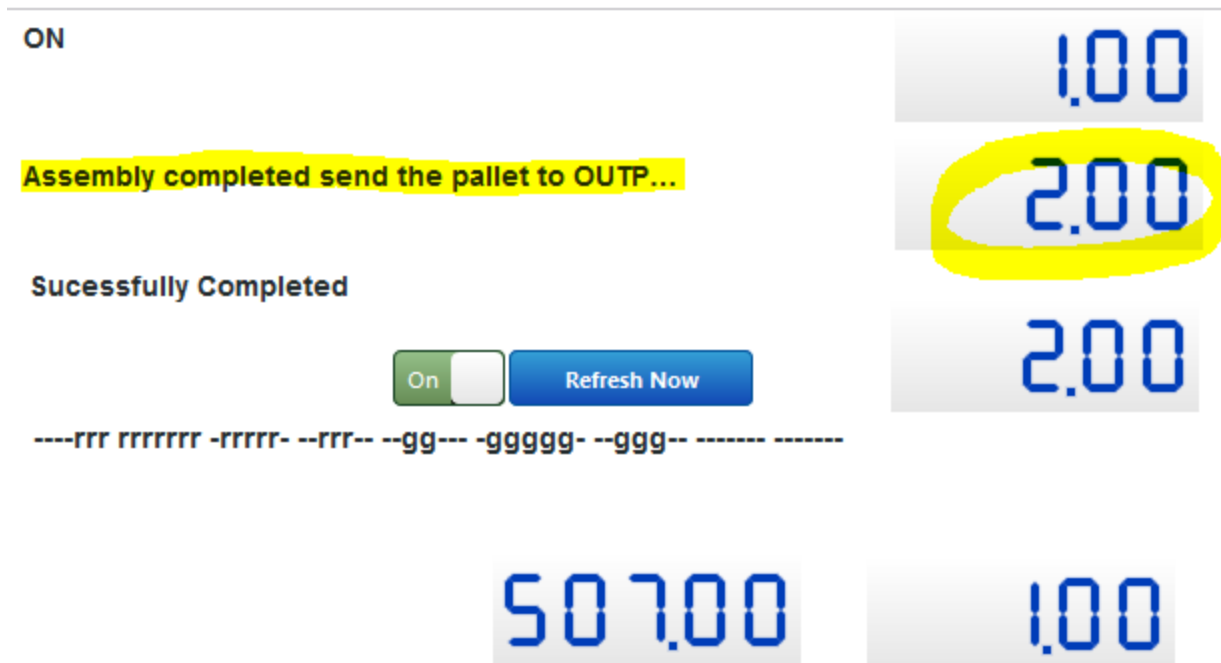 ON
1.00
Assembly completed send the pallet to OUTP...
2.00
Sucessfully Completed
2.00
On
Refresh Now
----rrr rrrrrrr -rrrrr- --rrr-- --gg--- -ggggg- --ggg-- ------- -------
507.00
1.00